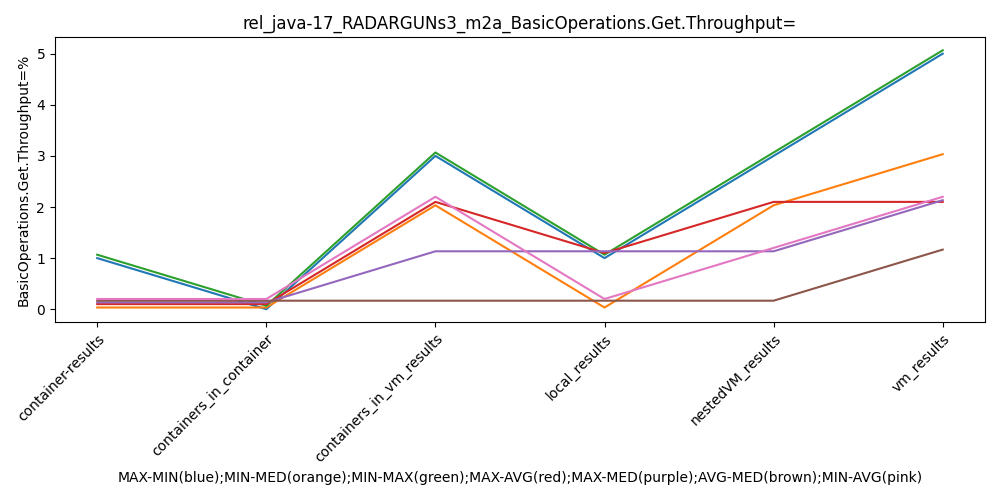 rel_java-17_RADARGUNs3_m2a_BasicOperations.Get.Throughput=
BasicOperations.Get.Throughput=%
5
4
3
2
1
0
container-results
containers_in_container
containers_in_vm_results
local_results
nestedVM_results
vm_results
MAX-MIN(blue);MIN-MED(orange);MIN-MAX(green);MAX-AVG(red);MAX-MED(purple);AVG-MED(brown);MIN-AVG(pink)